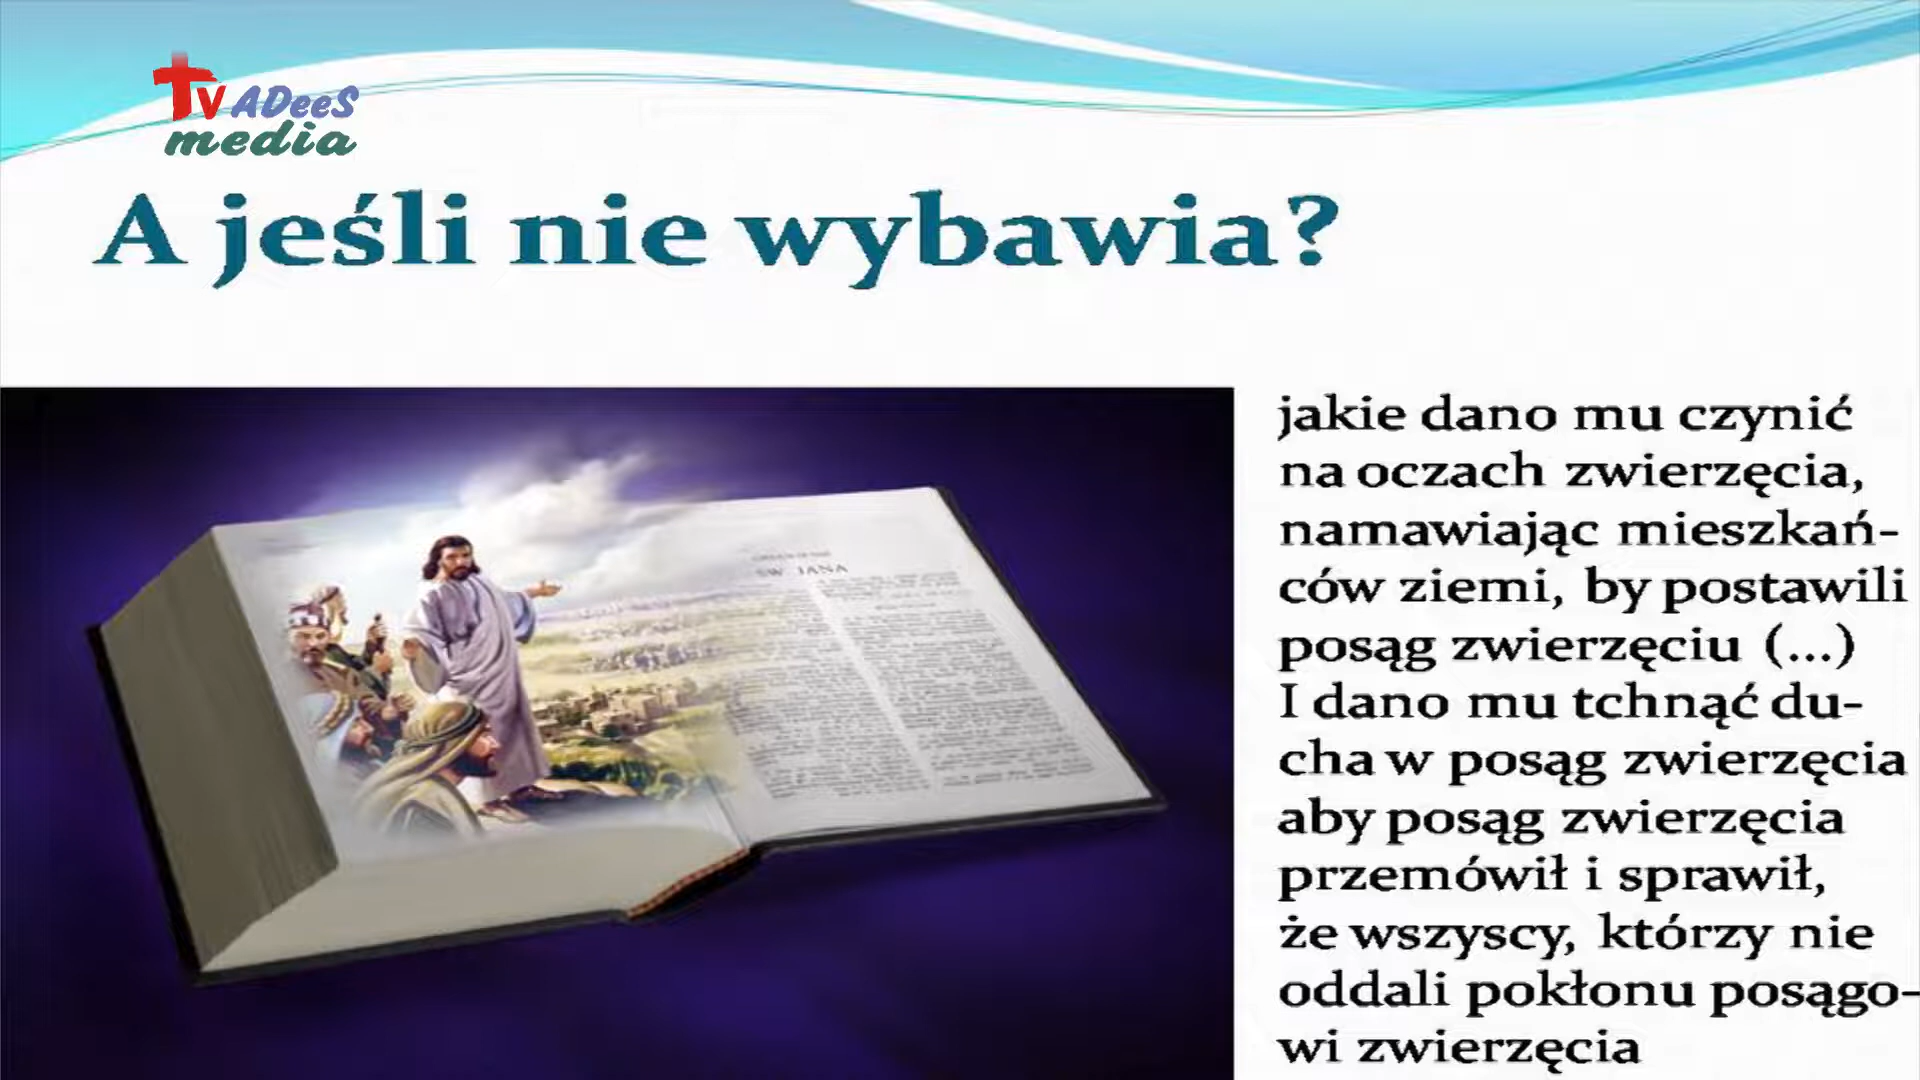 TV ADeeS
media
A jeśli nie wybawia?
jakie dano mu czynić
na oczach zwierzęcia,
namawiając mieszkań-
ców ziemi, by postawili
posąg zwierzęciu (...)
I dano mu tchnąć du-
cha w posąg zwierzęcia
aby posąg zwierzęcia
przemówił i sprawił,
że wszyscy, którzy nie
oddali pokłonu posągo-
wi zwierzęcia
ŚW JANA